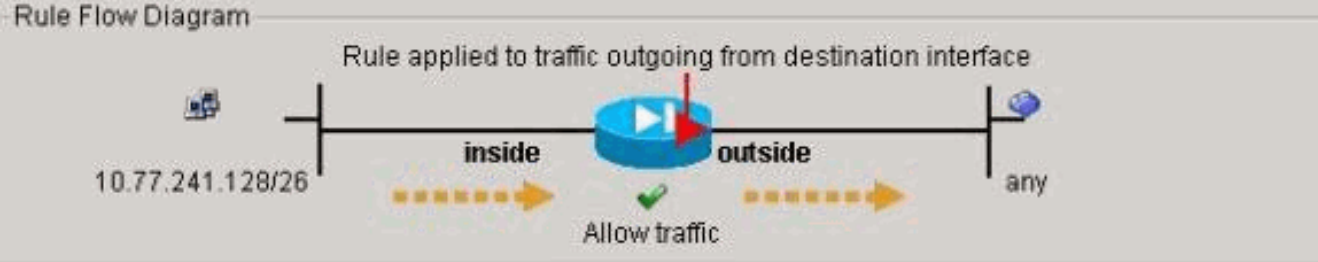 Rule Flow Diagram
Rule applied to traffic outgoing from destination interface
inside
outside
10.77.241.128/26
any
Allow traffic